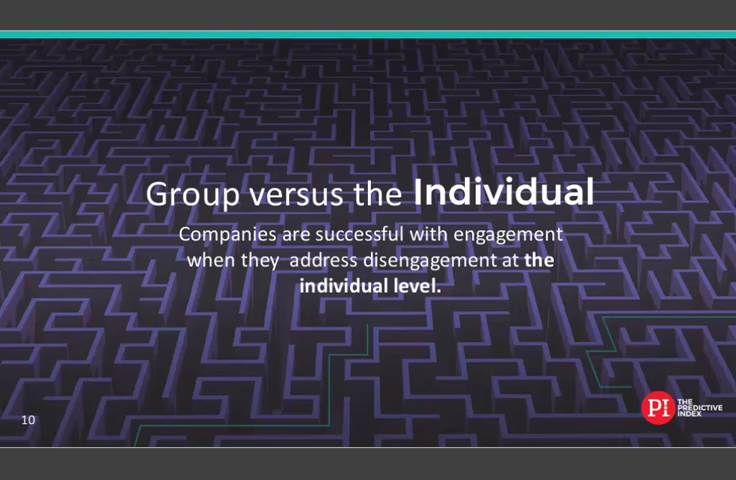 Group versus the Individual
Companies are successful with engagement
when they  address disengagement at the
individual level.
10
PI
THE
PREDICTIVE
INDEX